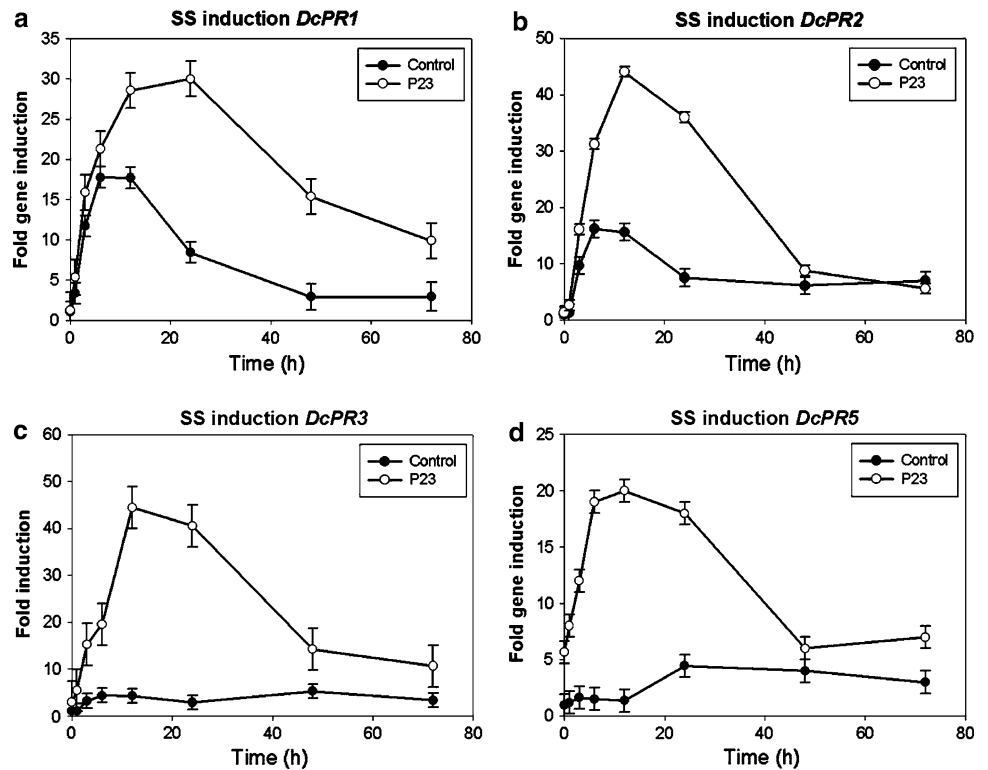 a
SS induction DcPR1
35
30
25
20
15
10
5
0
Fold gene induction
Control
P23
0 20 40 60 80
Time (h)
b
SS induction DcPR2
50
40
30
20
10
0
Fold gene induction
Control
P23
0 20 40 60 80
Time (h)
c
SS induction DcPR3
60
50
40
30
20
10
0
Fold induction
Control
P23
0 20 40 60 80
Time (h)
d
SS induction DcPR5
25
20
15
10
5
0
Fold gene induction
Control
P23
0 20 40 60 80
Time (h)